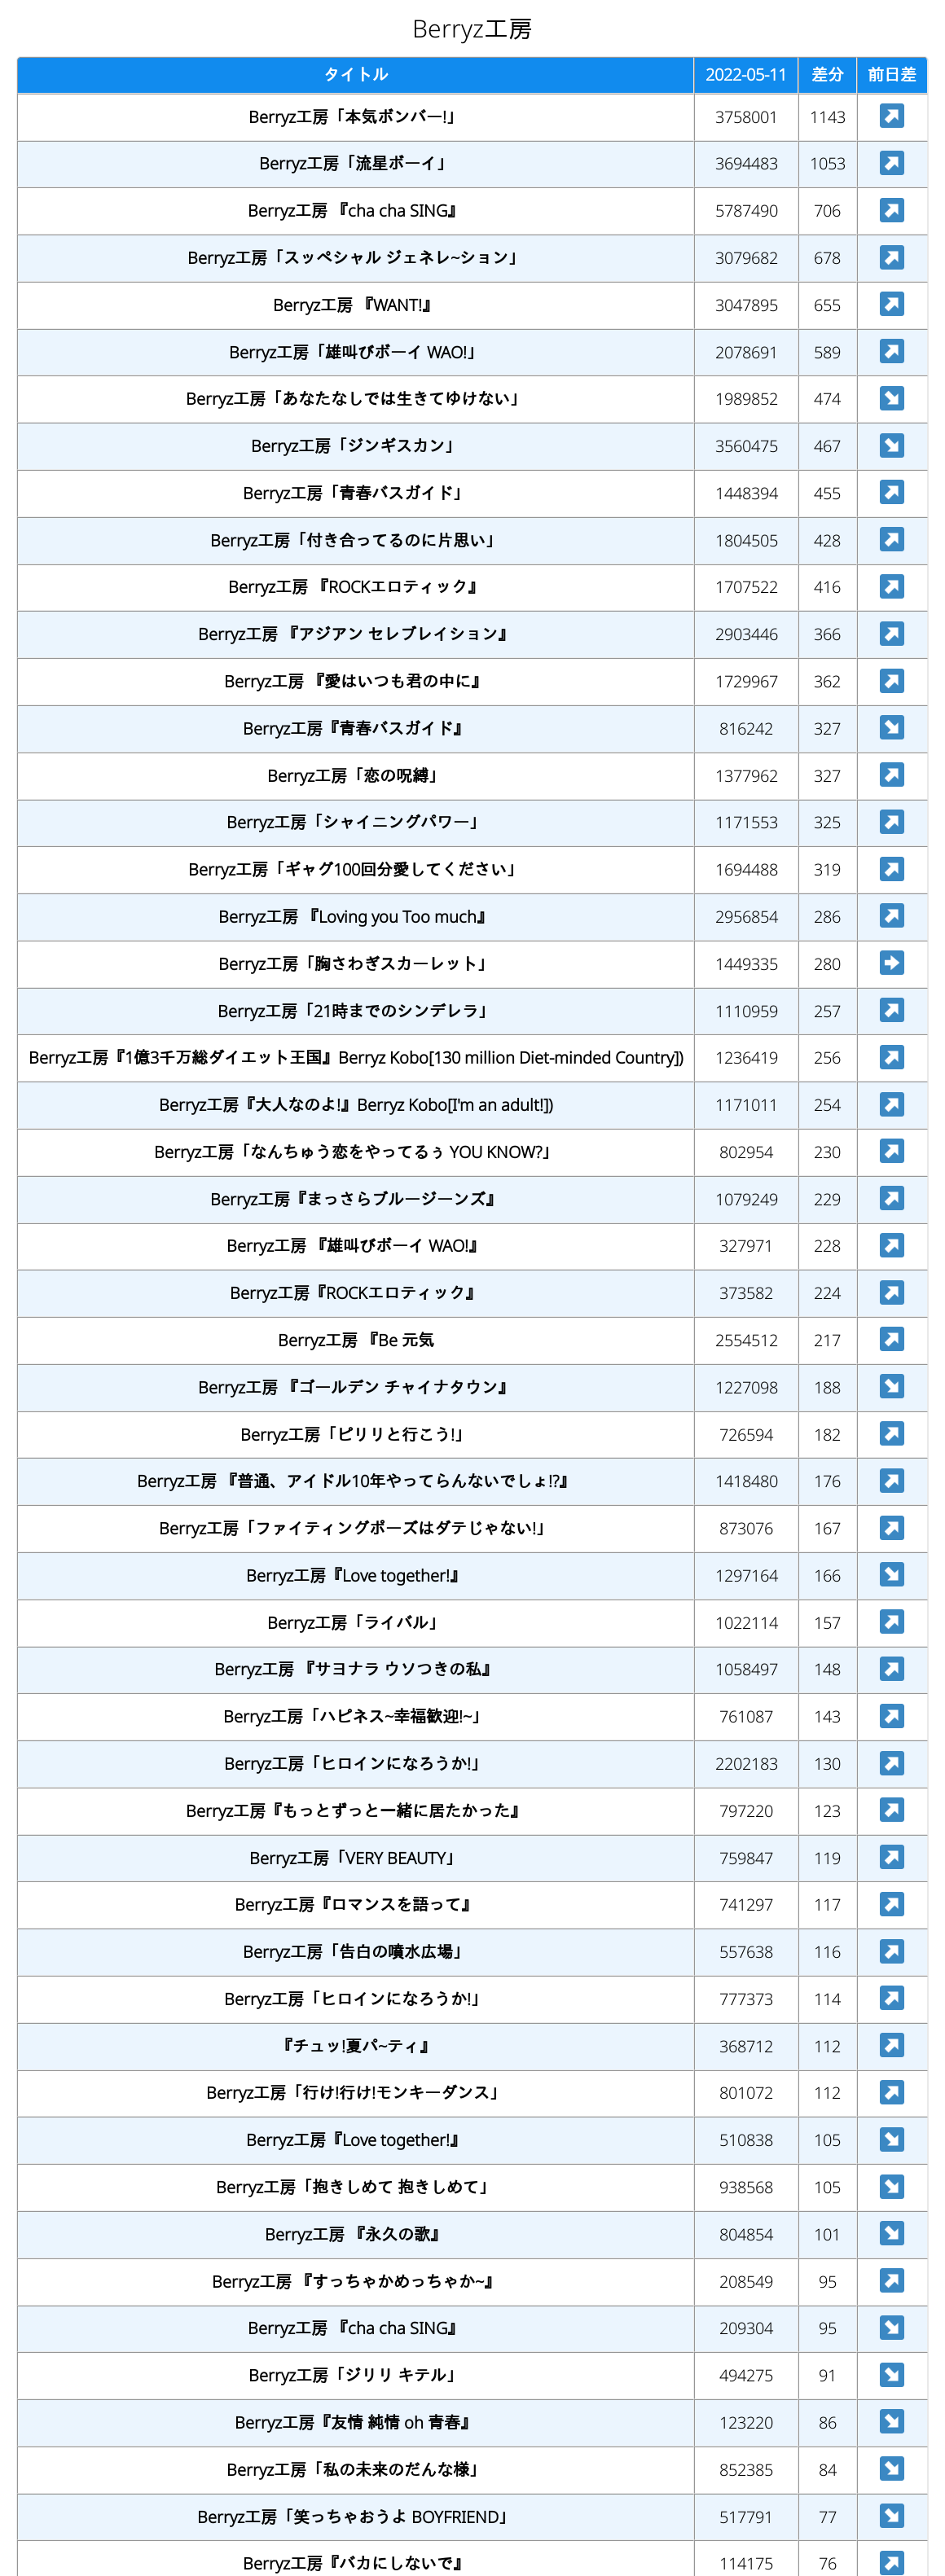 Berryz工房
タイトル 2022-05-11 差分 前日差
Berryz工房「本気ボンバー!」 3758001 1143
Berryz工房「流星ボーイ」 3694483 1053
Berryz工房 『cha cha SING』 5787490 706
Berryz工房「スッペシャル ジェネレ~ション」 3079682 678
Berryz工房 『WANT!』 3047895 655
Berryz工房「雄叫びボーイ WAO!」 2078691 589
Berryz工房「あなたなしでは生きてゆけない」 1989852 474
Berryz工房「ジンギスカン」 3560475 467
Berryz工房「青春バスガイド」 1448394 455
Berryz工房「付き合ってるのに片思い」 1804505 428
Berryz工房 『ROCKエロティック』 1707522 416
Berryz工房 『アジアン セレブレイション』 2903446 366
Berryz工房 『愛はいつも君の中に』 1729967 362
Berryz工房『青春バスガイド』 816242 327
Berryz工房「恋の呪縛」 1377962 327
Berryz工房「シャイニングパワー」 1171553 325
Berryz工房「ギャグ100回分愛してください」 1694488 319
Berryz工房 『Loving you Too much』 2956854 286
Berryz工房「胸さわぎスカーレット」 1449335 280
Berryz工房「21時までのシンデレラ」 1110959 257
Berryz工房『1億3千万総ダイエット王国』Berryz Kobo[130 million Diet-minded Country]) 1236419 256
Berryz工房『大人なのよ!』Berryz Kobo[I'm an adult!]) 1171011 254
Berryz工房「なんちゅう恋をやってるぅ YOU KNOW?」 802954 230
Berryz工房『まっさらブルージーンズ』 1079249 229
Berryz工房 『雄叫びボーイ WAO!』 327971 228
Berryz工房『ROCKエロティック』 373582 224
Berryz工房 『Be 元気 2554512 217
Berryz工房 『ゴールデン チャイナタウン』 1227098 188
Berryz工房「ピリリと行こう!」 726594 182
Berryz工房 『普通、アイドル10年やってらんないでしょ!?』 1418480 176
Berryz工房「ファイティングポーズはダテじゃない!」 873076 167
Berryz工房『Love together!』 1297164 166
Berryz工房「ライバル」 1022114 157
Berryz工房 『サヨナラ ウソつきの私』 1058497 148
Berryz工房「ハピネス~幸福歓迎!~」 761087 143
Berryz工房「ヒロインになろうか!」 2202183 130
Berryz工房『もっとずっと一緒に居たかった』 797220 123
Berryz工房「VERY BEAUTY」 759847 119
Berryz工房『ロマンスを語って』 741297 117
Berryz工房「告白の噴水広場」 557638 116
Berryz工房「ヒロインになろうか!」 777373 114
『チュッ!夏パ~ティ』 368712 112
Berryz工房「行け!行け!モンキーダンス」 801072 112
Berryz工房『Love together!』 510838 105
Berryz工房「抱きしめて 抱きしめて」 938568 105
Berryz工房 『永久の歌』 804854 101
Berryz工房 『すっちゃかめっちゃか~』 208549 95
Berryz工房 『cha cha SING』 209304 95
Berryz工房「ジリリ キテル」 494275 91
Berryz工房『友情 純情 oh 青春』 123220 86
Berryz工房「私の未来のだんな様」 852385 84
Berryz工房「笑っちゃおうよ BOYFRIEND」 517791 77
Berryz工房『バカにしないで』 114175 76